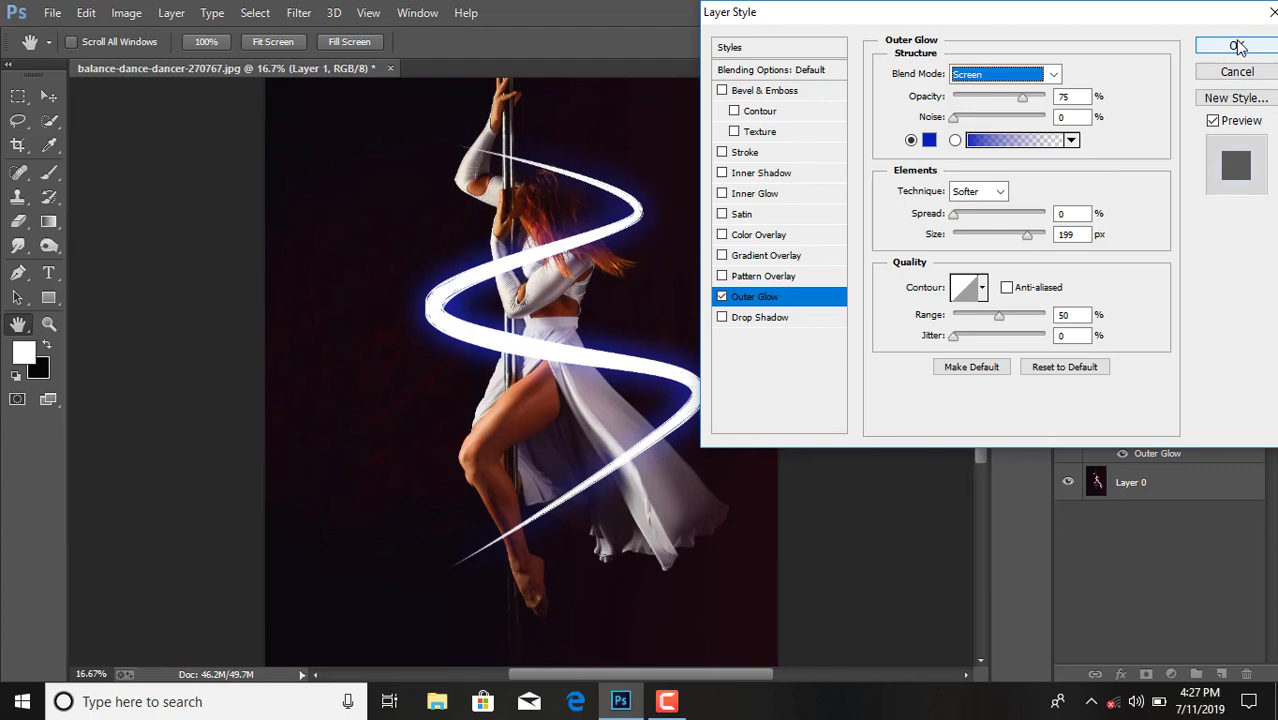 Ps File Edit Image Layer Type Select Filter 3D View Window Help
Layer Style
Scroll All Windows 100% Fit Screen Fill Screen
balance-dance-dancer-270767.jpg @ 16.7% (Layer 1, RGB/8) *
Styles
Blending Options: Default
Bevel & Emboss
Contour
Texture
Stroke
Inner Shadow
Inner Glow
Satin
Color Overlay
Gradient Overlay
Pattern Overlay
Outer Glow
Drop Shadow
Outer Glow
Structure
Blend Mode: Screen
Opacity: 75 %
Noise: 0 %
Elements
Technique: Softer
Spread: 0 %
Size: 199 px
Quality
Contour: Anti-aliased
Range: 50 %
Jitter: 0 %
Make Default Reset to Default
Cancel
New Style...
Preview
Outer Glow
Layer 0
16.67% Doc: 46.2M/49.7M
Type here to search
Ps
4:27 PM
7/11/2019